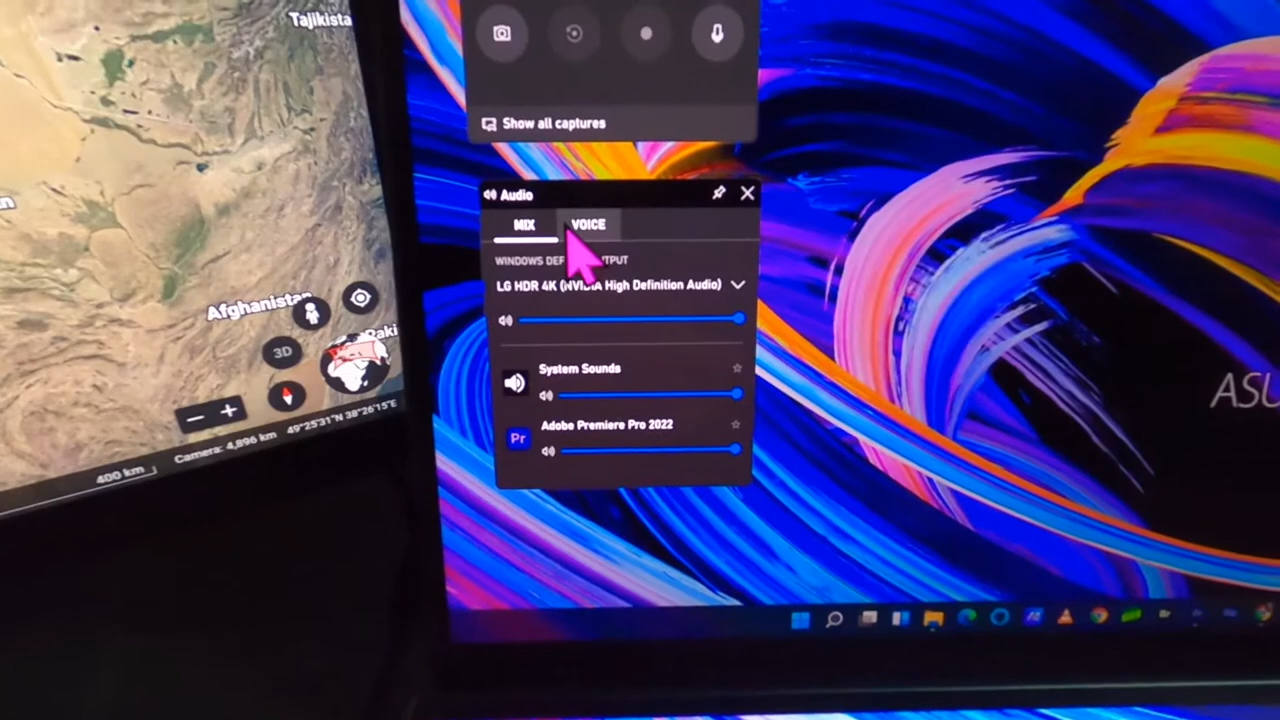 Tajikista
an
Afghanistan
Paki
3D
400 km
Camera: 4,896 km 49°25'31"N 38°26'15"E
Show all captures
Audio
MIX
VOICE
WINDOWS DEF
TPUT
LG HDR 4K (NVIDIA High Definition Audio)
System Sounds
Pr
Adobe Premiere Pro 2022
ASU